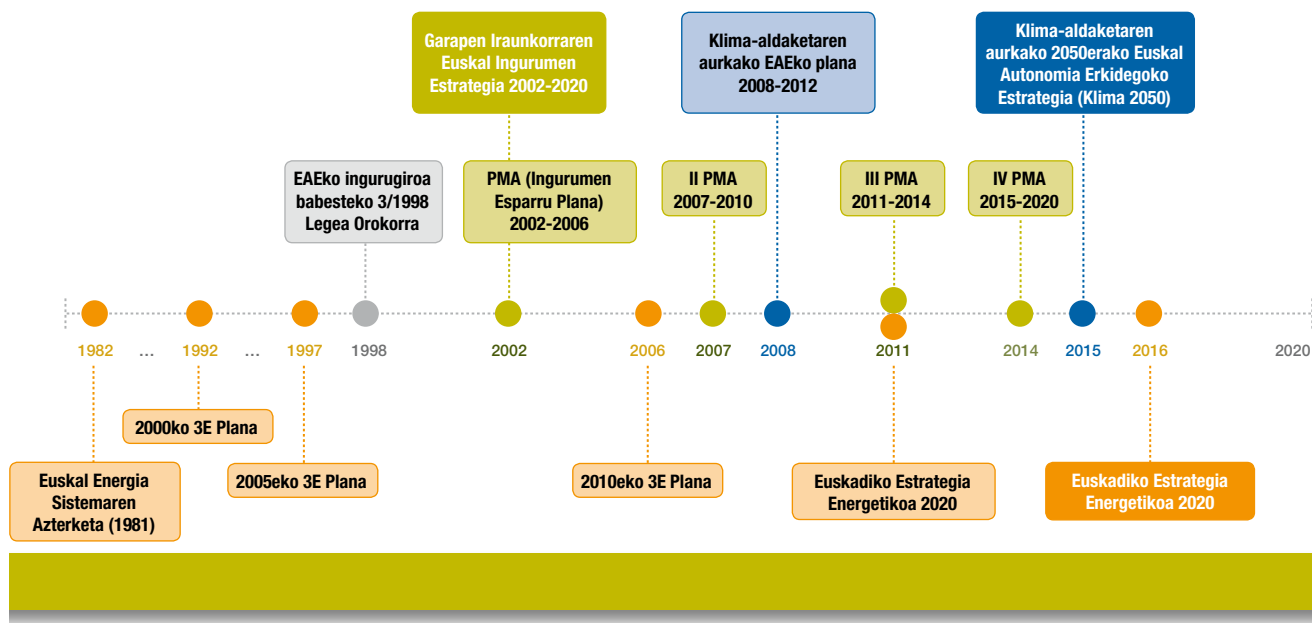 Garapen Iraunkorraren
Euskal Ingurumen
Estrategia 2002-2020
Klima-aldaketaren
aurkako EAEko plana
2008-2012
Klima-aldaketaren
aurkako 2050erako Euskal
Autonomia Erkidegoko
Estrategia (Klima 2050)
EAEko ingurugiroa
babesteko 3/1998
Legea Orokorra
PMA (Ingurumen
Esparru Plana)
2002-2006
II PMA
2007-2010
III PMA
2011-2014
IV PMA
2015-2020
1982 ... 1992 ... 1997 1998 2002 2006 2007 2008 2011 2014 2015 2016 2020
2000ko 3E Plana
Euskal Energia
Sistemaren
Azterketa (1981)
2005eko 3E Plana
2010eko 3E Plana
Euskadiko Estrategia
Energetikoa 2020
Euskadiko Estrategia
Energetikoa 2020